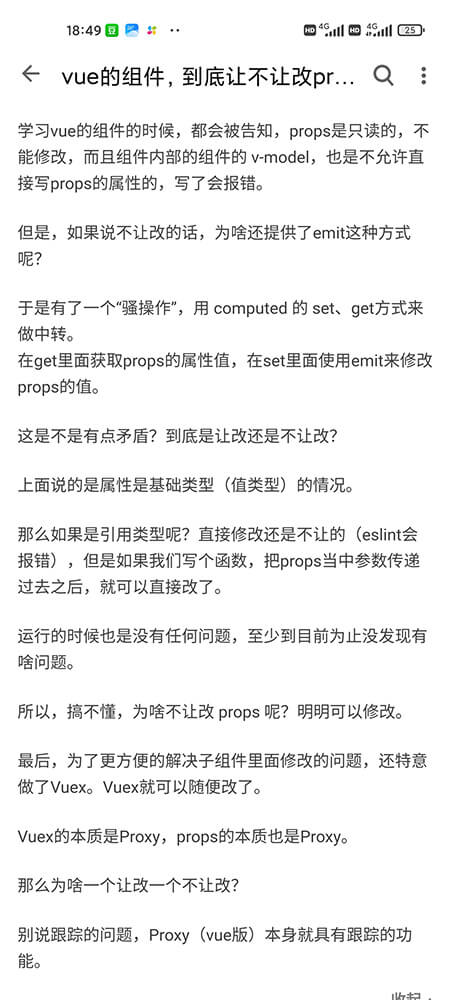 18:49 豆 ·· HD 4G HD 4G 25
vue的组件，到底让不让改pr...
学习vue的组件的时候，都会被告知，props是只读的，不
能修改，而且组件内部的组件的 v-model，也是不允许直
接写props的属性的，写了会报错。
但是，如果说不让改的话，为啥还提供了emit这种方式
呢？
于是有了一个“骚操作”，用 computed 的 set、get方式来
做中转。
在get里面获取props的属性值，在set里面使用emit来修改
props的值。
这是不是有点矛盾？到底是让改还是不让改？
上面说的是属性是基础类型（值类型）的情况。
那么如果是引用类型呢？直接修改还是不让的（eslint会
报错），但是如果我们写个函数，把props当中参数传递
过去之后，就可以直接改了。
运行的时候也是没有任何问题，至少到目前为止没发现有
啥问题。
所以，搞不懂，为啥不让改 props 呢？明明可以修改。
最后，为了更方便的解决子组件里面修改的问题，还特意
做了Vuex。Vuex就可以随便改了。
Vuex的本质是Proxy，props的本质也是Proxy。
那么为啥一个让改一个不让改？
别说跟踪的问题，Proxy（vue版）本身就具有跟踪的功
能。
收起